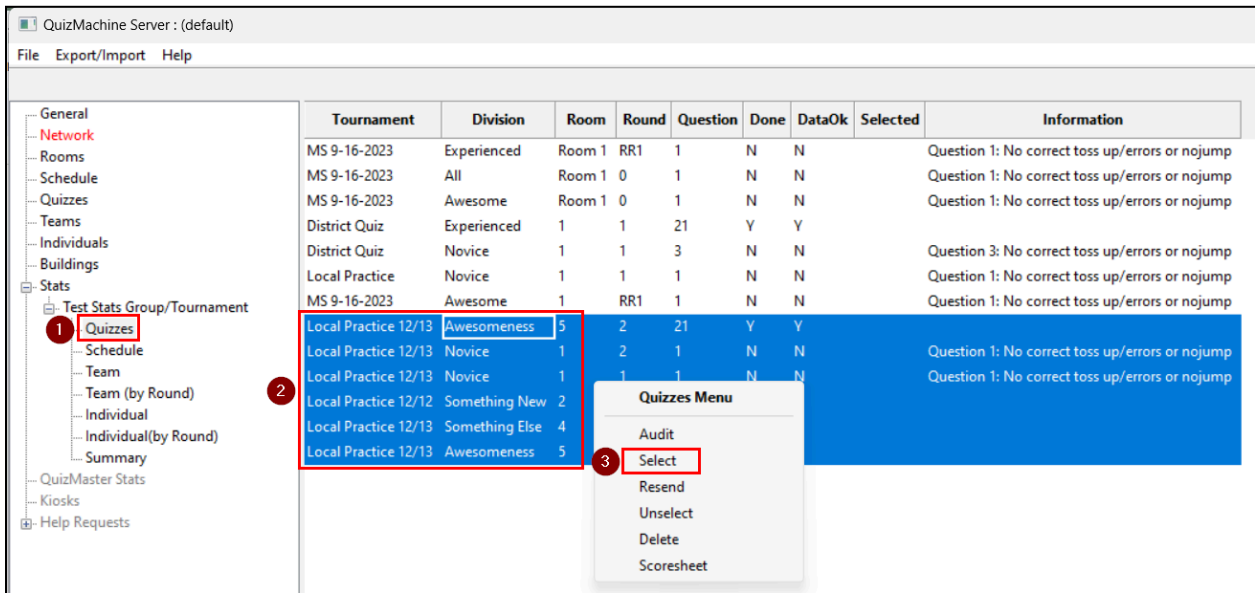 QuizMachine Server : (default)
File Export/Import Help
General
Network
Rooms
Schedule
Quizzes
Teams
Individuals
Buildings
Stats
Test Stats Group/Tournament
1 Quizzes
Schedule
Team
Team (by Round)
Individual
Individual(by Round)
Summary
QuizMaster Stats
Kiosks
Help Requests
Tournament Division Room Round Question Done DataOk Selected Information
MS 9-16-2023 Experienced Room 1 RR1 1 N N Question 1: No correct toss up/errors or nojump
MS 9-16-2023 All Room 1 0 1 N N Question 1: No correct toss up/errors or nojump
MS 9-16-2023 Awesome Room 1 0 1 N N Question 1: No correct toss up/errors or nojump
District Quiz Experienced 1 1 21 Y Y
District Quiz Novice 1 1 3 N N Question 3: No correct toss up/errors or nojump
Local Practice Novice 1 1 1 N N Question 1: No correct toss up/errors or nojump
MS 9-16-2023 Awesome 1 RR1 1 N N Question 1: No correct toss up/errors or nojump
Local Practice 12/13 Awesomeness 5 2 21 Y Y
Local Practice 12/13 Novice 1 2 1 N N Question 1: No correct toss up/errors or nojump
Local Practice 12/13 Novice 1 1 1 N N Question 1: No correct toss up/errors or nojump
2 Local Practice 12/12 Something New 2
Local Practice 12/13 Something Else 4
Local Practice 12/13 Awesomeness 5
Quizzes Menu
Audit
3 Select
Resend
Unselect
Delete
Scoresheet